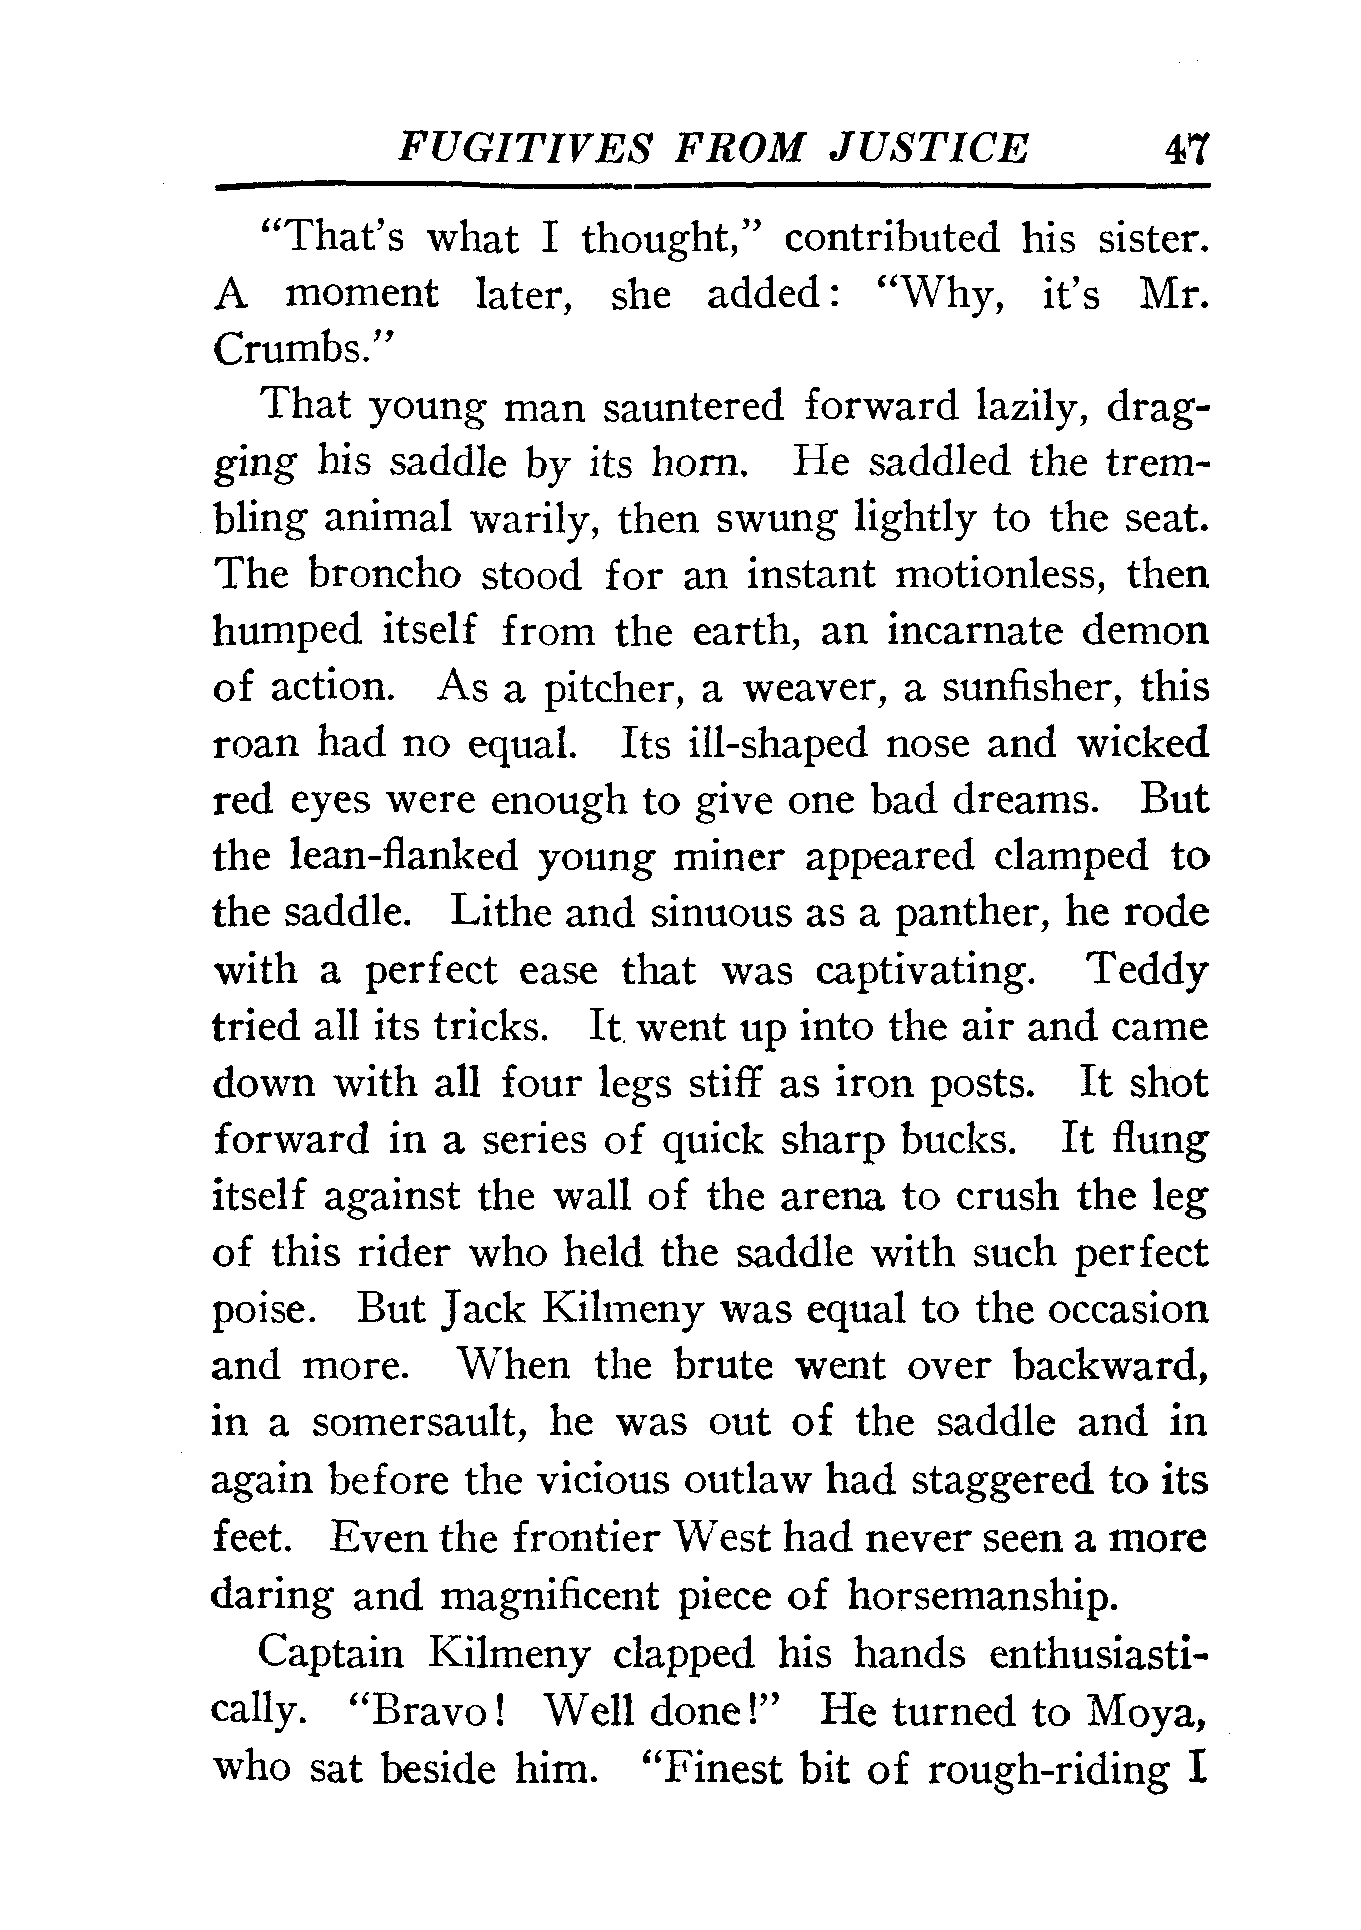 FUGITIVES FROM JUSTICE 47
"That's what I thought," contributed his sister.
A moment later, she added: "Why, it's Mr.
Crumbs."
That young man sauntered forward lazily, drag-
ging his saddle by its horn. He saddled the trem-
bling animal warily, then swung lightly to the seat.
The broncho stood for an instant motionless, then
humped itself from the earth, an incarnate demon
of action. As a pitcher, a weaver, a sunfisher, this
roan had no equal. Its ill-shaped nose and wicked
red eyes were enough to give one bad dreams. But
the lean-flanked young miner appeared clamped to
the saddle. Lithe and sinuous as a panther, he rode
with a perfect ease that was captivating. Teddy
tried all its tricks. It went up into the air and came
down with all four legs stiff as iron posts. It shot
forward in a series of quick sharp bucks. It flung
itself against the wall of the arena to crush the leg
of this rider who held the saddle with such perfect
poise. But Jack Kilmeny was equal to the occasion
and more. When the brute went over backward,
in a somersault, he was out of the saddle and in
again before the vicious outlaw had staggered to its
feet. Even the frontier West had never seen a more
daring and magnificent piece of horsemanship.
Captain Kilmeny clapped his hands enthusiasti-
cally. "Bravo! Well done!" He turned to Moya,
who sat beside him. "Finest bit of rough-riding I